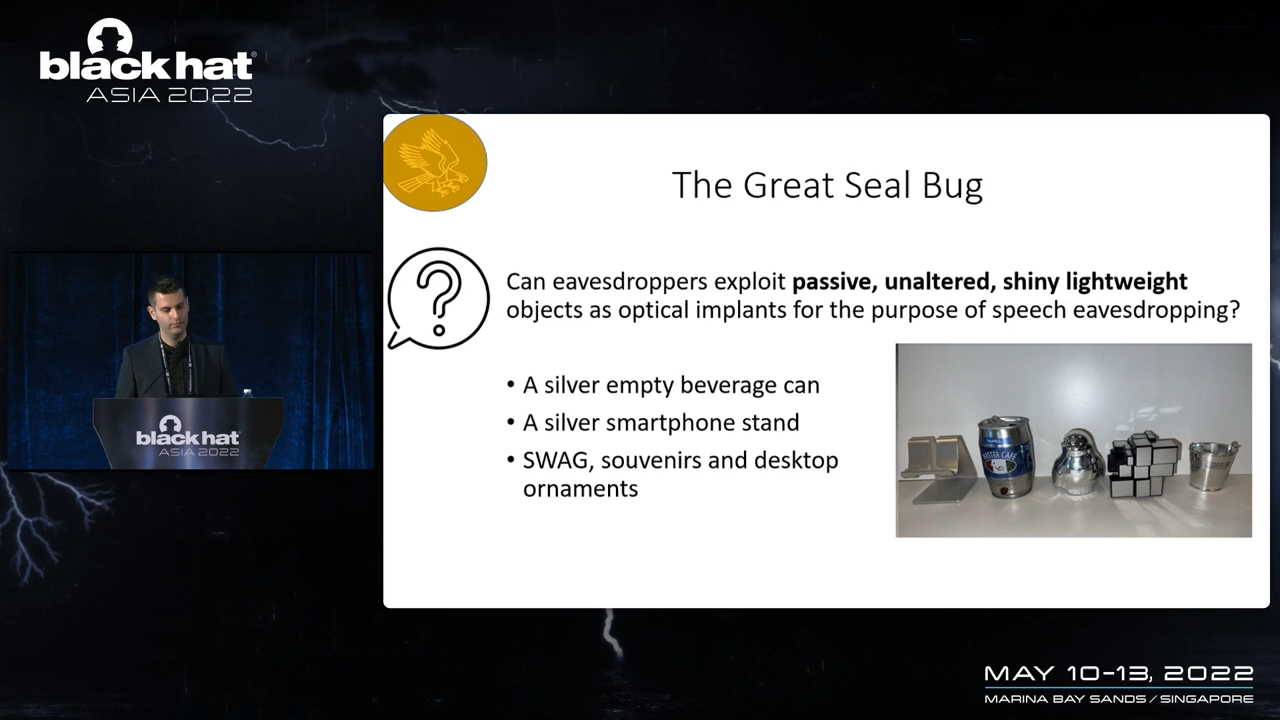 black hat®
ASIA 2022
The Great Seal Bug
Can eavesdroppers exploit passive, unaltered, shiny lightweight
objects as optical implants for the purpose of speech eavesdropping?
• A silver empty beverage can
• A silver smartphone stand
• SWAG, souvenirs and desktop
ornaments
black hat
ASIA 2022
MAY 10-13, 2022
MARINA BAY SANDS / SINGAPORE